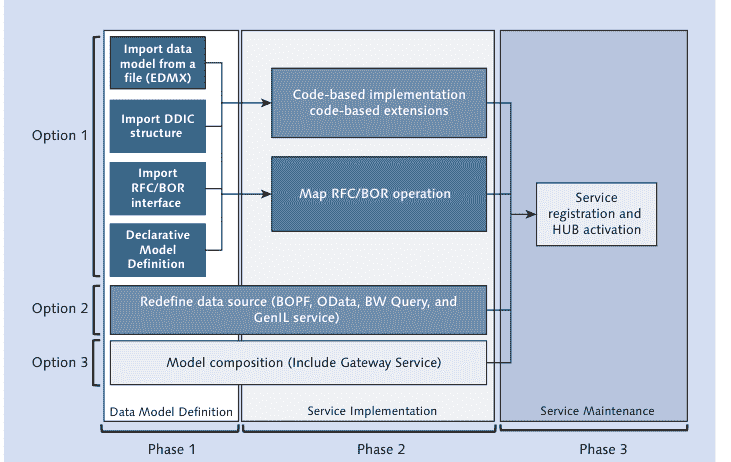 Option 1
Import data
model from a
file (EDMX)
Import DDIC
structure
Import
RFC/BOR
interface
Declarative
Model
Definition
Code-based implementation
code-based extensions
Map RFC/BOR operation
Service
registration and
HUB activation
Option 2
Redefine data source (BOPF, OData, BW Query, and
GenIL service)
Option 3
Model composition (Include Gateway Service)
Data Model Definition
Service Implementation
Service Maintenance
Phase 1
Phase 2
Phase 3